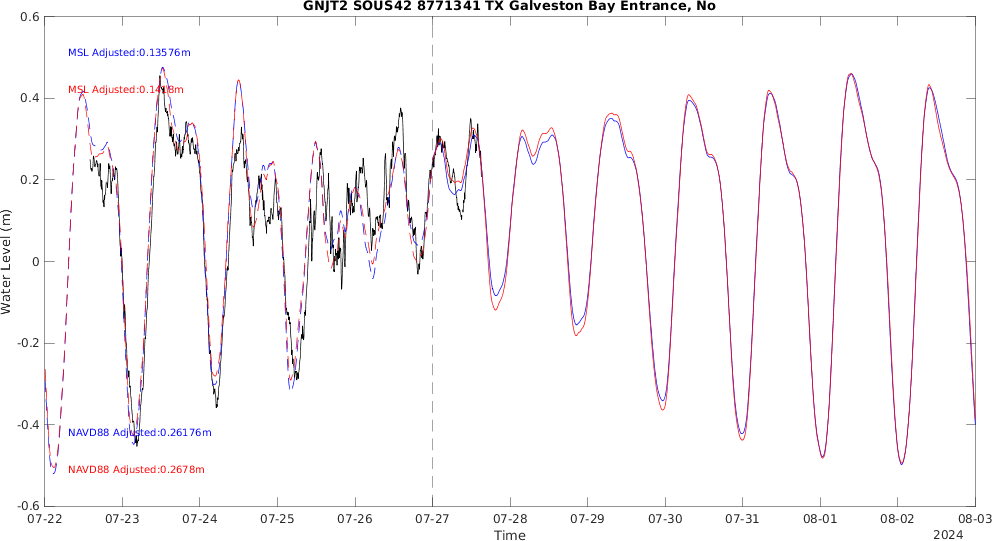 GNJT2 SOUS42 8771341 TX Galveston Bay Entrance, No
Water Level (m)
0.6
0.4
0.2
0
-0.2
-0.4
-0.6
MSL Adjusted:0.13576m
MSL Adjusted:
NAVD88 Adjusted:0.26176m
NAVD88 Adjusted:0.2678m
07-22 07-23 07-24 07-25 07-26 07-27 07-28 07-29 07-30 07-31 08-01 08-02 08-03
Time
2024